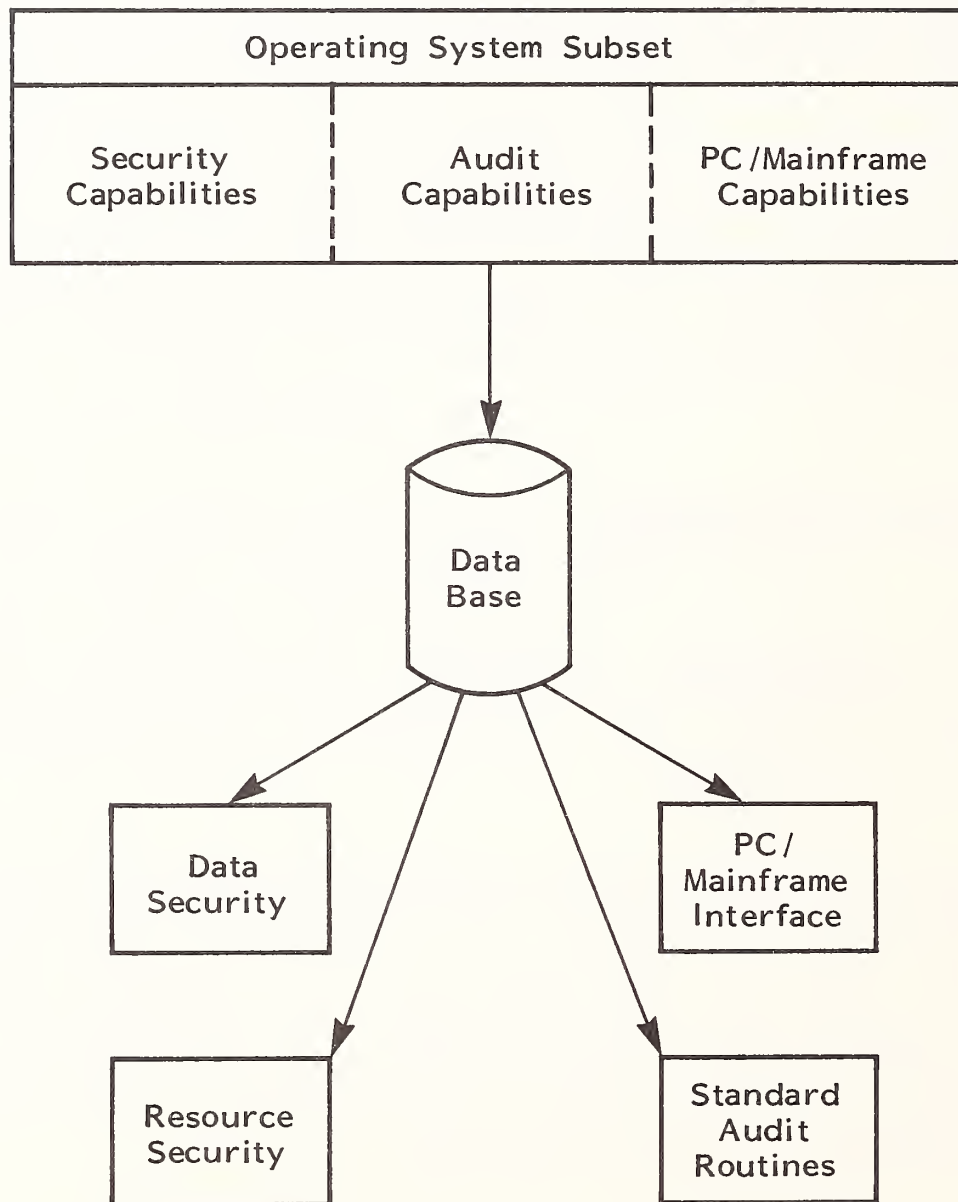 Operating System Subset
Security
Capabilities
Audit
Capabilities
PC/Mainframe
Capabilities
Data
Base
Data
Security
PC/
Mainframe
Interface
Resource
Security
Standard
Audit
Routines